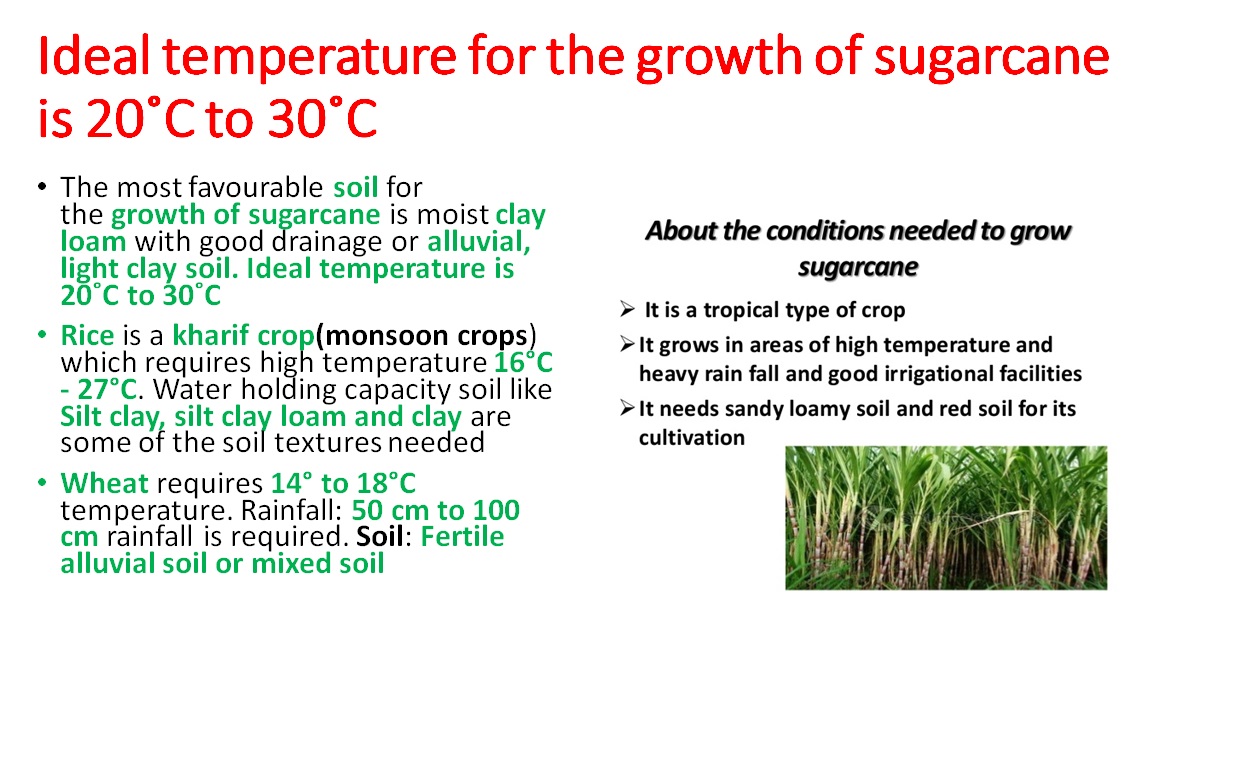 Ideal temperature for the growth of sugarcane
is 20˚C to 30˚C
• The most favourable soil for
the growth of sugarcane is moist clay
loam with good drainage or alluvial,
light clay soil. Ideal temperature is
20˚C to 30˚C
• Rice is a kharif crop(monsoon crops)
which requires high temperature 16°C
- 27°C. Water holding capacity soil like
Silt clay, silt clay loam and clay are
some of the soil textures needed
• Wheat requires 14° to 18°C
temperature. Rainfall: 50 cm to 100
cm rainfall is required. Soil: Fertile
alluvial soil or mixed soil
About the conditions needed to grow
sugarcane
➢ It is a tropical type of crop
➢ It grows in areas of high temperature and
heavy rain fall and good irrigational facilities
➢ It needs sandy loamy soil and red soil for its
cultivation